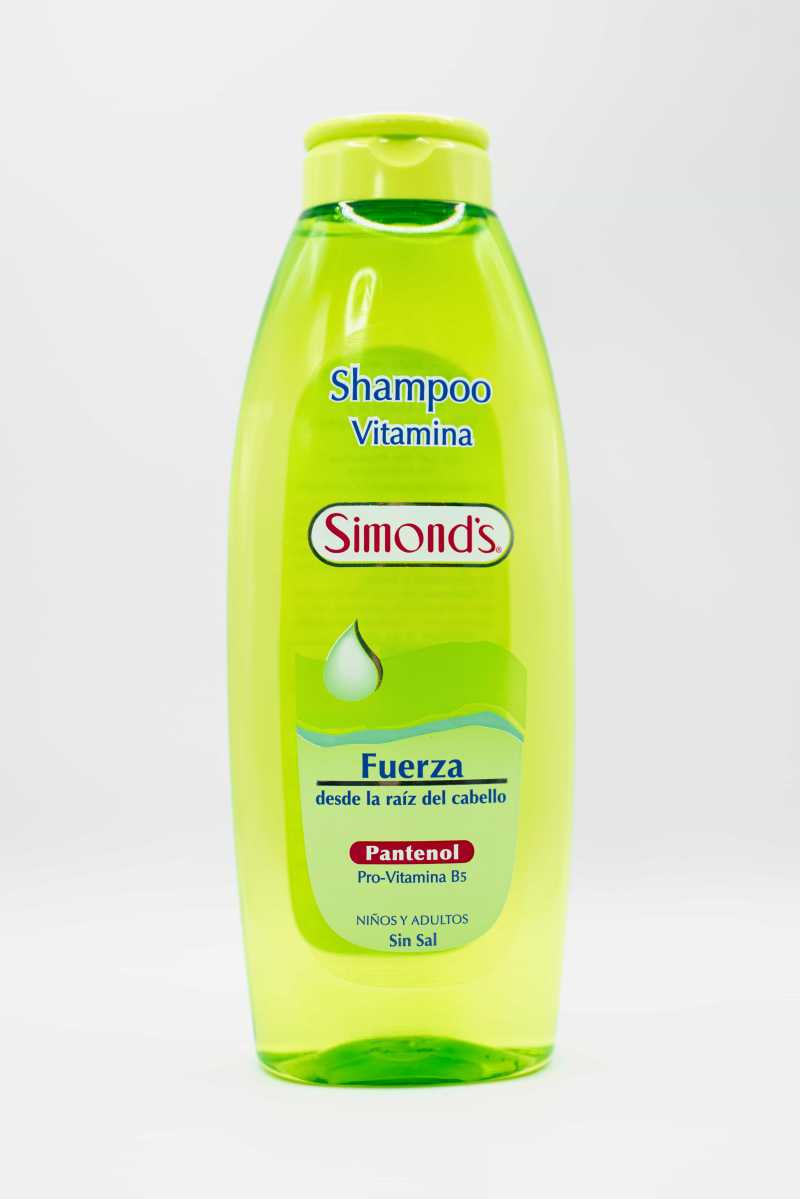 Shampoo
Vitamina
Simond's®
Fuerza
desde la raíz del cabello
Pantenol
Pro-Vitamina B5
NIÑOS Y ADULTOS
Sin Sal